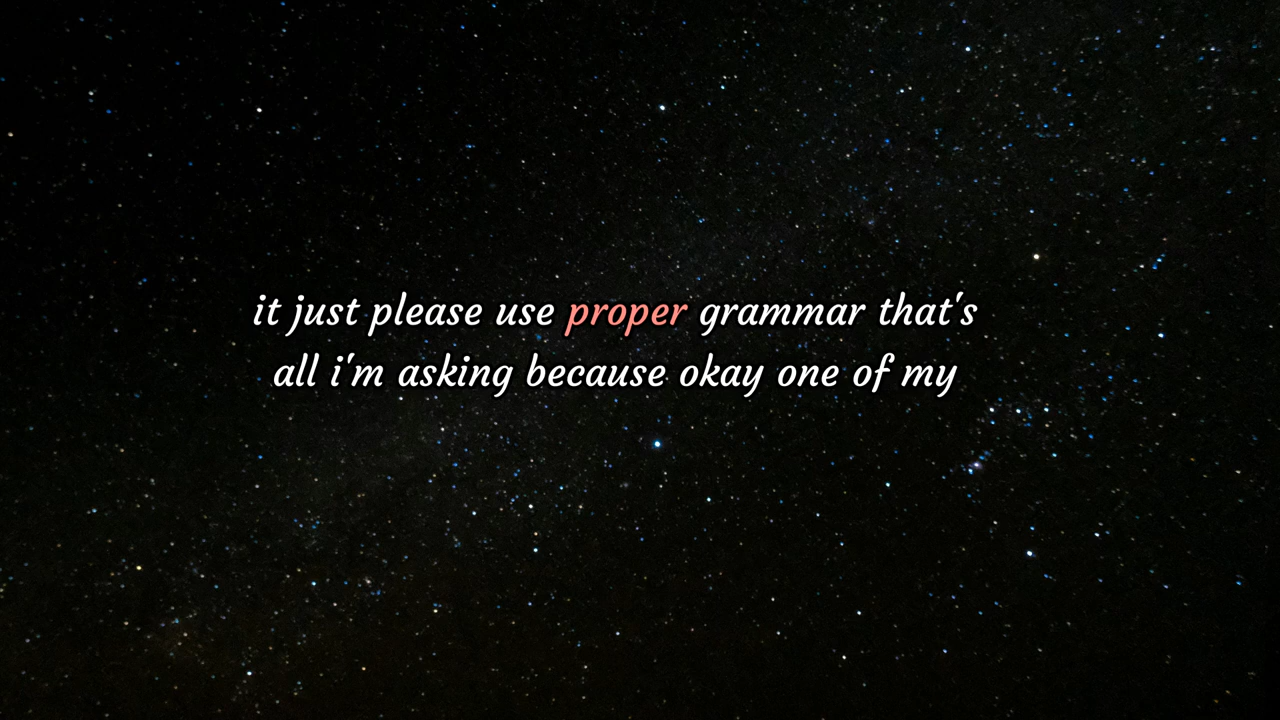 it just please use proper grammar that's
all i'm asking because okay one of my